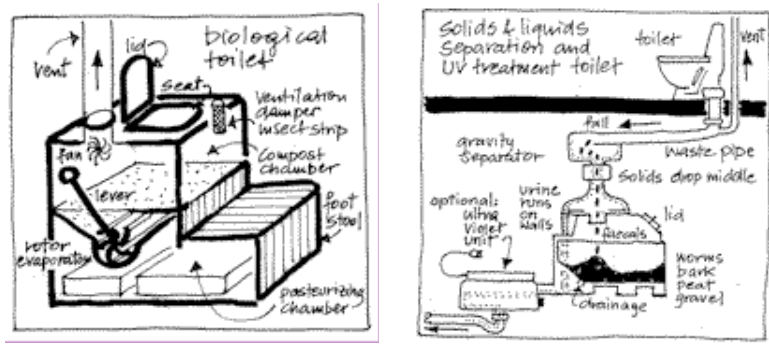 biological
toilet
vent
lid
seat
ventilation
damper
insect strip
compost
chamber
fan
lever
foot
stool
rotor
evaporator
pasteurizing
chamber
solids & liquids
Separation and
UV treatment toilet
toilet
vent
fall
waste pipe
gravity
separator
solids drop middle
optional:
ultra
violet
unit
urine
runs
on
walls
lid
faecals
worms
bark
peat
gravel
drainage